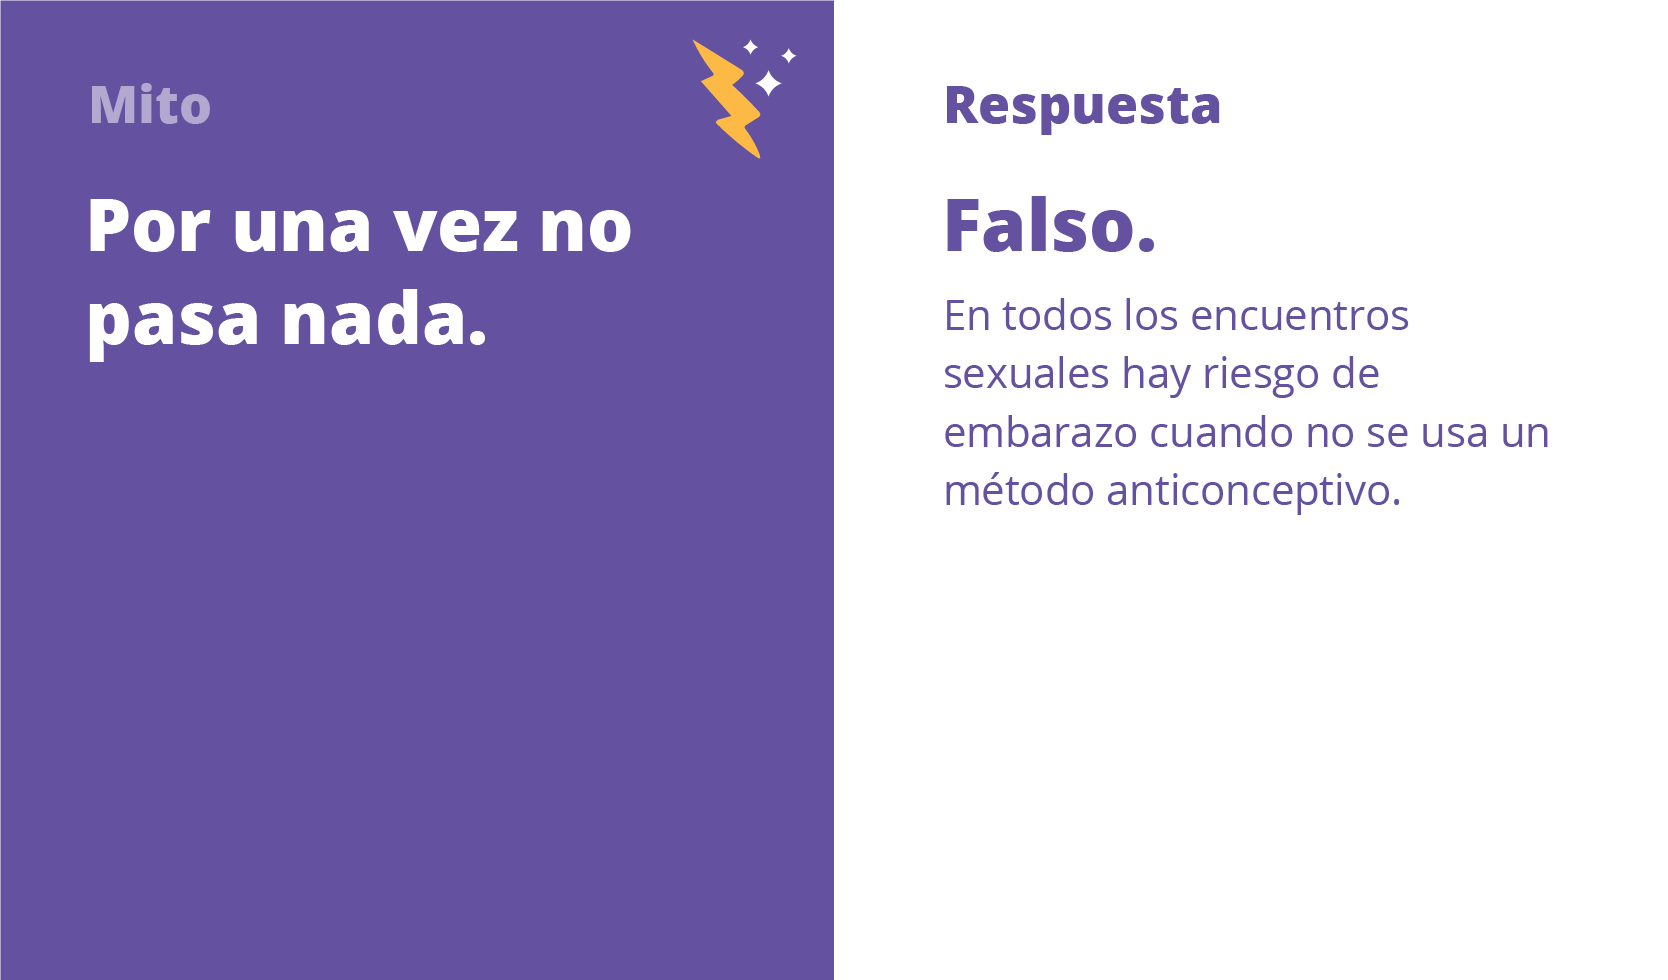 Mito
Por una vez no
pasa nada.
Respuesta
Falso.
En todos los encuentros
sexuales hay riesgo de
embarazo cuando no se usa un
método anticonceptivo.